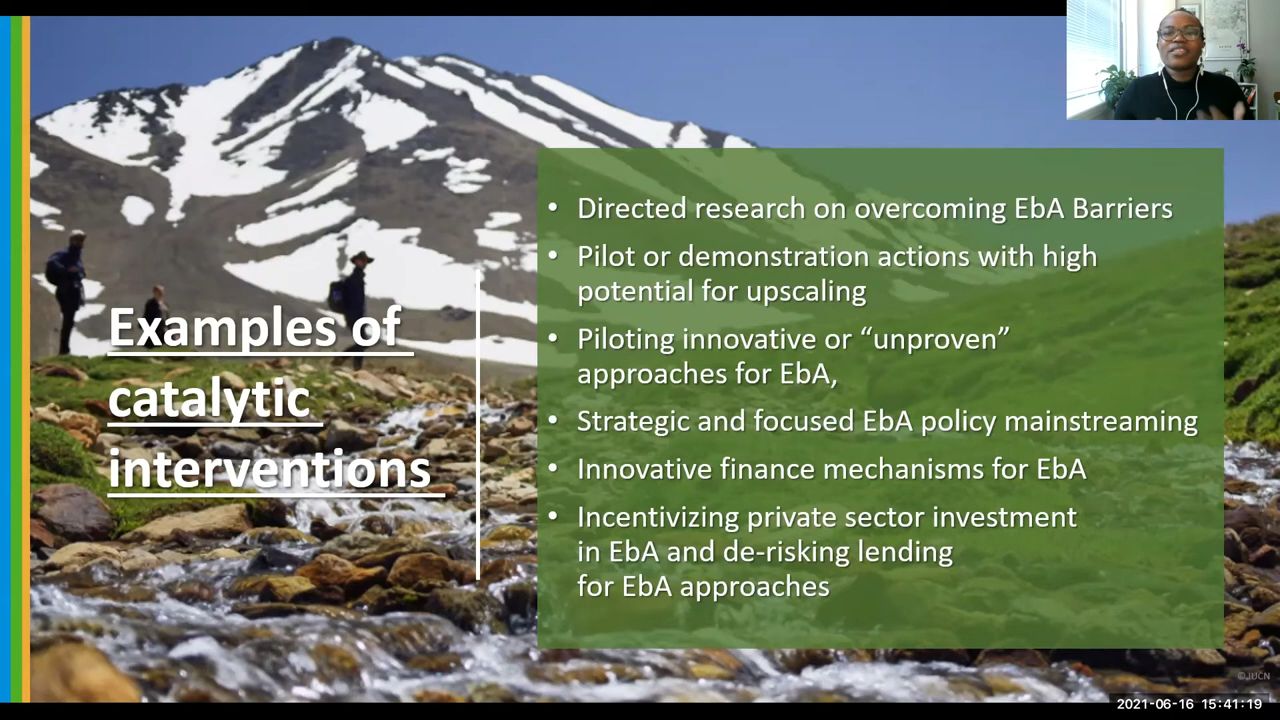 Examples of
catalytic
interventions
• Directed research on overcoming EbA Barriers
• Pilot or demonstration actions with high
potential for upscaling
• Piloting innovative or “unproven”
approaches for EbA,
• Strategic and focused EbA policy mainstreaming
• Innovative finance mechanisms for EbA
• Incentivizing private sector investment
in EbA and de-risking lending
for EbA approaches
©IUCN
2021-06-16 15:41:19